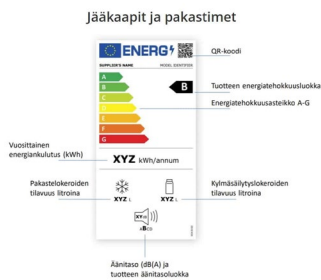 Jääkaapit ja pakastimet
ENERG
QR-koodi
SUPPLIER'S NAME
MODEL IDENTIFIER
A
B
C
D
E
F
G
B
Tuotteen energiatehokkuusluokka
Energiatehokkuusasteikko A-G
Vuosittainen
energiankulutus (kWh)
XYZ kWh/annum
Pakastelokeroiden
tilavuus litroina
XYZ L
XYZ L
Kylmäsäilytyslokeroiden
tilavuus litroina
XY dB
ABCD
Äänitaso (dB(A) ja
tuotteen äänitasoluokka